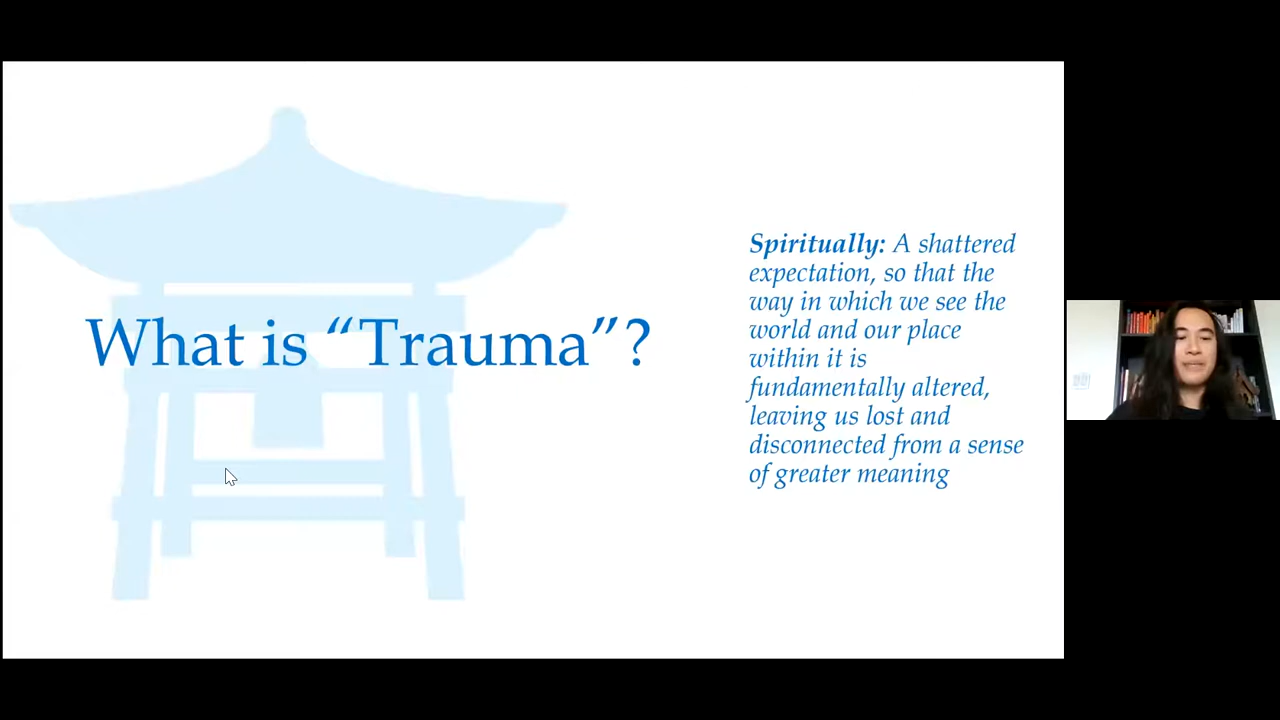 What is “Trauma”?
Spiritually: A shattered
expectation, so that the
way in which we see the
world and our place
within it is
fundamentally altered,
leaving us lost and
disconnected from a sense
of greater meaning